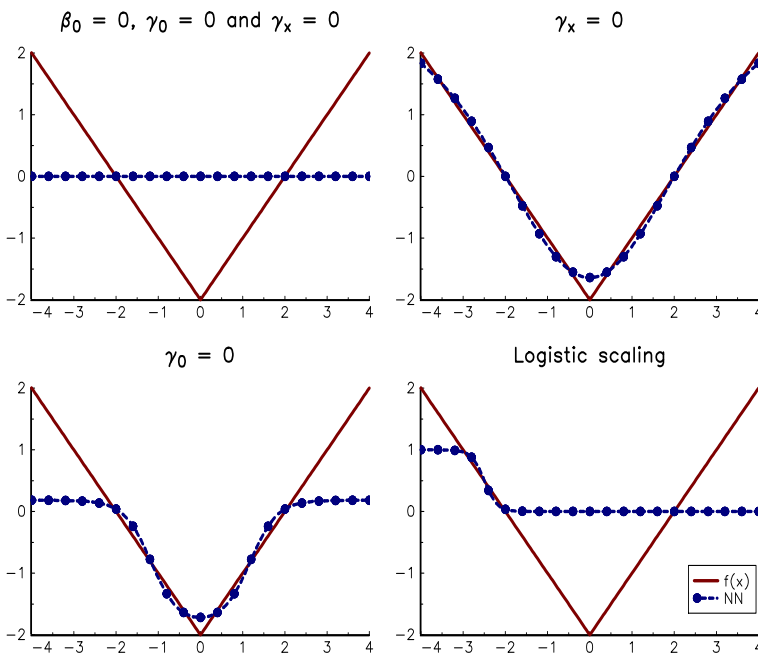 β₀ = 0, γ₀ = 0 and γₓ = 0
2
1
0
−1
−2
−4 −3 −2 −1 0 1 2 3 4
γₓ = 0
2
1
0
−1
−2
−4 −3 −2 −1 0 1 2 3 4
γ₀ = 0
2
1
0
−1
−2
−4 −3 −2 −1 0 1 2 3 4
Logistic scaling
2
1
0
−1
−2
−4 −3 −2 −1 0 1 2 3 4
f(x)
NN